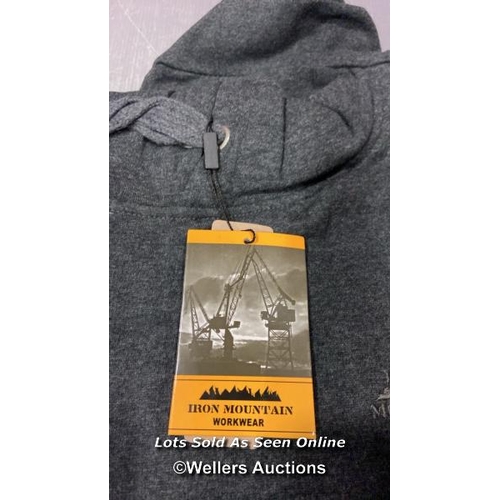 IRON MOUNTAIN
WORKWEAR
Lots Sold As Seen Online
©Wellers Auctions